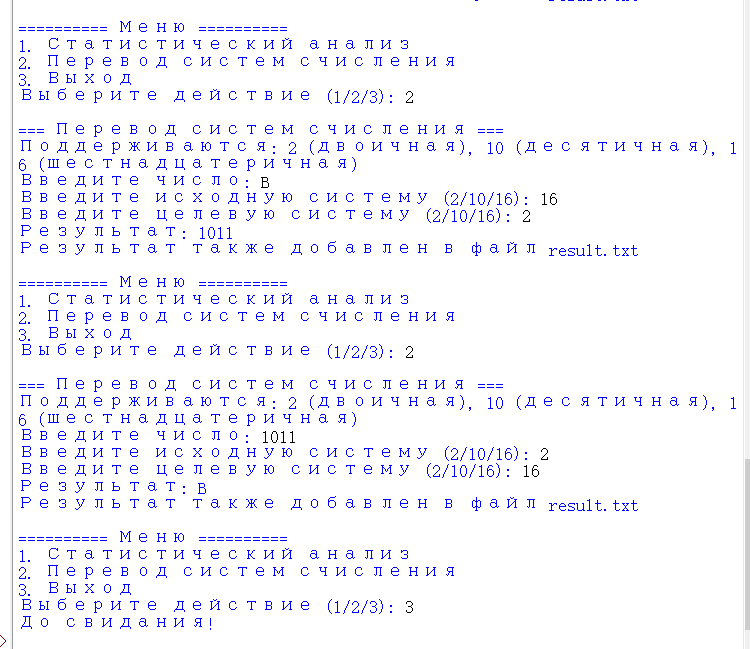 ========== Меню ==========
1. Статистический анализ
2. Перевод систем счисления
3. Выход
Выберите действие (1/2/3): 2
=== Перевод систем счисления ===
Поддерживаются: 2 (двоичная), 10 (десятичная), 1
6 (шестнадцатеричная)
Введите число: B
Введите исходную систему (2/10/16): 16
Введите целевую систему (2/10/16): 2
Результат: 1011
Результат также добавлен в файл result.txt
========== Меню ==========
1. Статистический анализ
2. Перевод систем счисления
3. Выход
Выберите действие (1/2/3): 2
=== Перевод систем счисления ===
Поддерживаются: 2 (двоичная), 10 (десятичная), 1
6 (шестнадцатеричная)
Введите число: 1011
Введите исходную систему (2/10/16): 2
Введите целевую систему (2/10/16): 16
Результат: B
Результат также добавлен в файл result.txt
========== Меню ==========
1. Статистический анализ
2. Перевод систем счисления
3. Выход
Выберите действие (1/2/3): 3
До свидания!